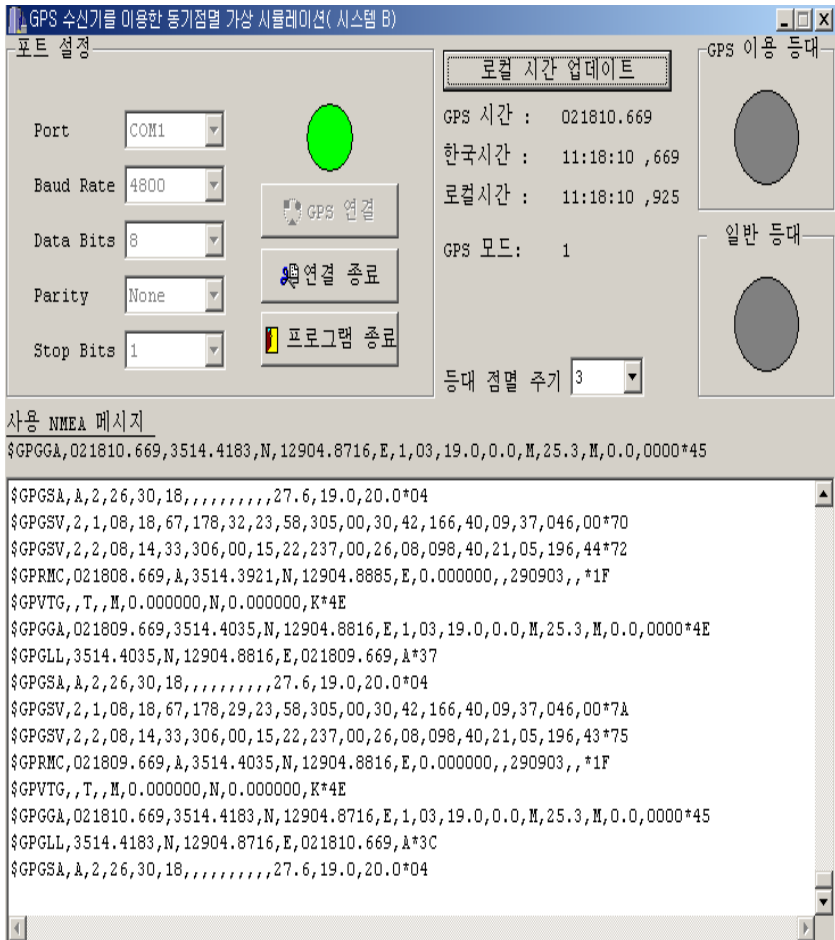 GPS 수신기를 이용한 동기점멸 가상 시뮬레이션( 시스템 B)
포트 설정
Port COM1
Baud Rate 4800
Data Bits 8
Parity None
Stop Bits 1
GPS 연결
연결 종료
프로그램 종료
로컬 시간 업데이트
GPS 시간 : 021810.669
한국시간 : 11:18:10 ,669
로컬시간 : 11:18:10 ,925
GPS 모드: 1
등대 점멸 주기 3
GPS 이용 등대
일반 등대
사용 NMEA 메시지
$GPGGA,021810.669,3514.4183,N,12904.8716,E,1,03,19.0,0.0,M,25.3,M,0.0,0000*45
$GPGSA,A,2,26,30,18,,,,,,,,,,27.6,19.0,20.0*04
$GPGSV,2,1,08,18,67,178,32,23,58,305,00,30,42,166,40,09,37,046,00*70
$GPGSV,2,2,08,14,33,306,00,15,22,237,00,26,08,098,40,21,05,196,44*72
$GPRMC,021808.669,A,3514.3921,N,12904.8885,E,0.000000,,290903,,*1F
$GPVTG,,T,,M,0.000000,N,0.000000,K*4E
$GPGGA,021809.669,3514.4035,N,12904.8816,E,1,03,19.0,0.0,M,25.3,M,0.0,0000*4E
$GPGLL,3514.4035,N,12904.8816,E,021809.669,A*37
$GPGSA,A,2,26,30,18,,,,,,,,,,27.6,19.0,20.0*04
$GPGSV,2,1,08,18,67,178,29,23,58,305,00,30,42,166,40,09,37,046,00*7A
$GPGSV,2,2,08,14,33,306,00,15,22,237,00,26,08,098,40,21,05,196,43*75
$GPRMC,021809.669,A,3514.4035,N,12904.8816,E,0.000000,,290903,,*1F
$GPVTG,,T,,M,0.000000,N,0.000000,K*4E
$GPGGA,021810.669,3514.4183,N,12904.8716,E,1,03,19.0,0.0,M,25.3,M,0.0,0000*45
$GPGLL,3514.4183,N,12904.8716,E,021810.669,A*3C
$GPGSA,A,2,26,30,18,,,,,,,,,,27.6,19.0,20.0*04